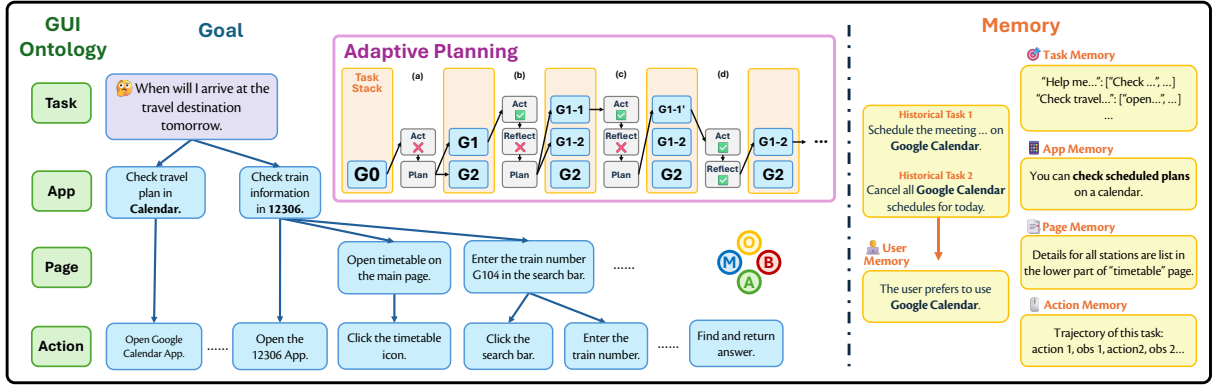 GUI
Ontology
Goal
Task
App
Page
Action
🤔 When will I arrive at the
travel destination
tomorrow.
Check travel
plan in
Calendar.
Check train
information
in 12306.
Open timetable on
the main page.
Enter the train number
G104 in the search bar.
......
Open Google
Calendar App.
......
Open the
12306 App.
Click the timetable
icon.
Click the
search bar.
Enter the
train number.
......
Find and return
answer.
Adaptive Planning
Task
Stack
G0
(a)
Act
❌
Plan
G1
G2
(b)
Act
✅
Reflect
❌
Plan
G1-1
G1-2
G2
(c)
Act
✅
Reflect
❌
Plan
G1-1'
G1-2
G2
(d)
Act
✅
Reflect
✅
G1-2
G2
...
O
M
B
A
Memory
Historical Task 1
Schedule the meeting ... on
Google Calendar.
Historical Task 2
Cancel all Google Calendar
schedules for today.
User
Memory
The user prefers to use
Google Calendar.
Task Memory
“Help me...”: [“Check ...”, ...]
“Check travel...”: [“open...”, ...]
...
App Memory
You can check scheduled plans
on a calendar.
Page Memory
Details for all stations are list in
the lower part of “timetable” page.
Action Memory
Trajectory of this task:
action 1, obs 1, action2, obs 2...